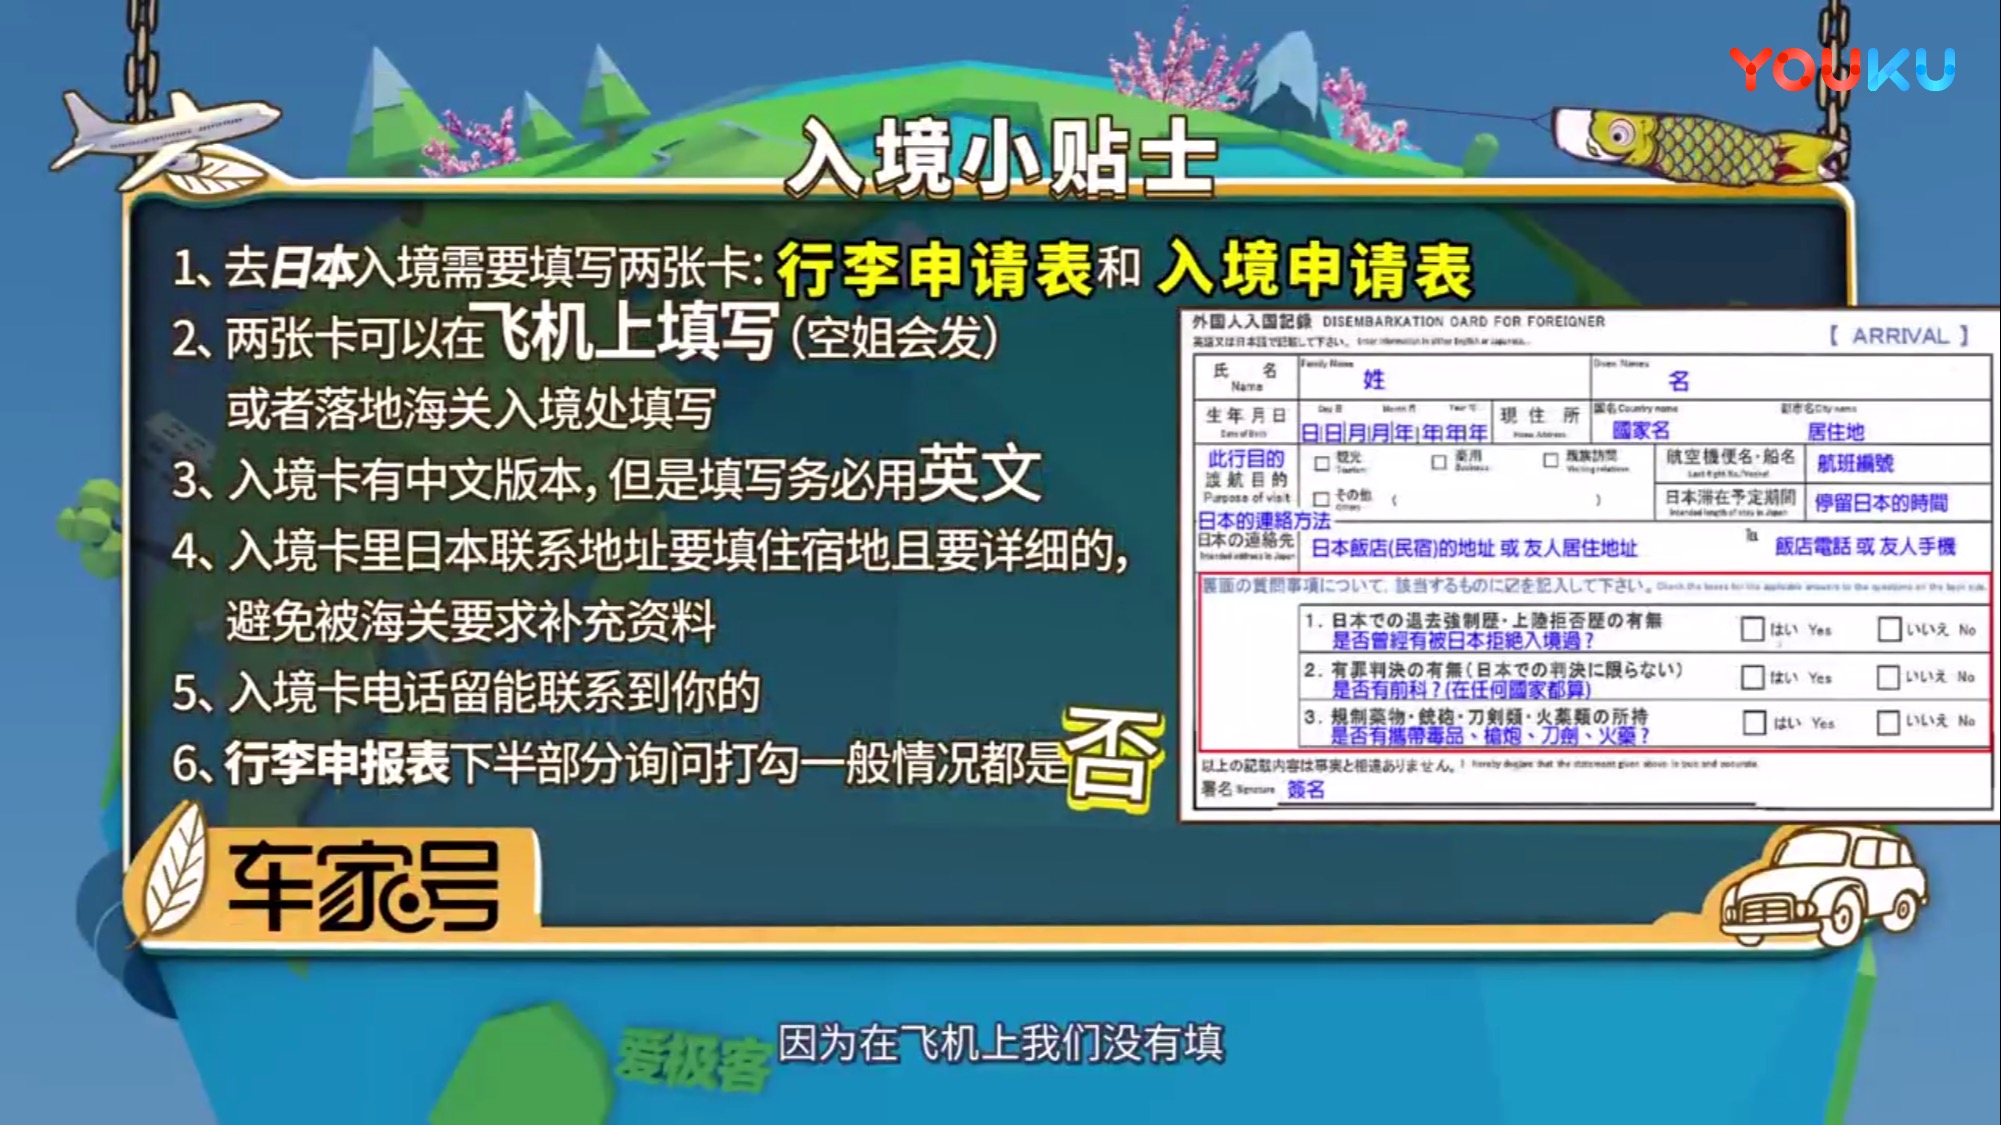 YOUKU
入境小贴士
1、去日本入境需要填写两张卡：行李申请表和 入境申请表
2、两张卡可以在飞机上填写（空姐会发）
或者落地海关入境处填写
3、入境卡有中文版本，但是填写务必用英文
4、入境卡里日本联系地址要填住宿地且要详细的，
避免被海关要求补充资料
5、入境卡电话留能联系到你的
6、行李申报表下半部分询问打勾一般情况都是否
外国人入国記録 DISEMBARKATION CARD FOR FOREIGNER
【 ARRIVAL 】
英語又は日本語で記載して下さい。 Enter information in either English or Japanese.
氏 名 Name Family Name 姓 Given Names 名
生年月日 Date of Birth Day 日 Month 月 Year 年 日日月月年年年年 現住所 Home Address 国名 Country name 國家名 都市名 City name 居住地
此行目的
渡航目的 Purpose of visit
観光 Tourism 商用 Business 親族訪問 Visiting relatives
その他 Others ( )
航空機便名・船名 Last flight No./Vessel 航班編號
日本滞在予定期間 Intended length of stay in Japan 停留日本的時間
日本的連絡方法
日本の連絡先 Intended address in Japan 日本飯店(民宿)的地址 或 友人居住地址 飯店電話 或 友人手機
裏面の質問事項について、該当するものに☑を記入して下さい。 Check the boxes for the applicable answers to the questions on the back side.
1. 日本での退去強制歴・上陸拒否歴の有無 はい Yes いいえ No
是否曾經有被日本拒絕入境過？
2. 有罪判決の有無(日本での判決に限らない) はい Yes いいえ No
是否有前科？(在任何國家都算)
3. 規制薬物・銃砲・刀剣類・火薬類の所持 はい Yes いいえ No
是否有攜帶毒品、槍炮、刀劍、火藥？
以上の記載内容は事実と相違ありません。 I hereby declare that the statement given above is true and accurate.
署名 Signature 簽名
车家号
爱极客
因为在飞机上我们没有填